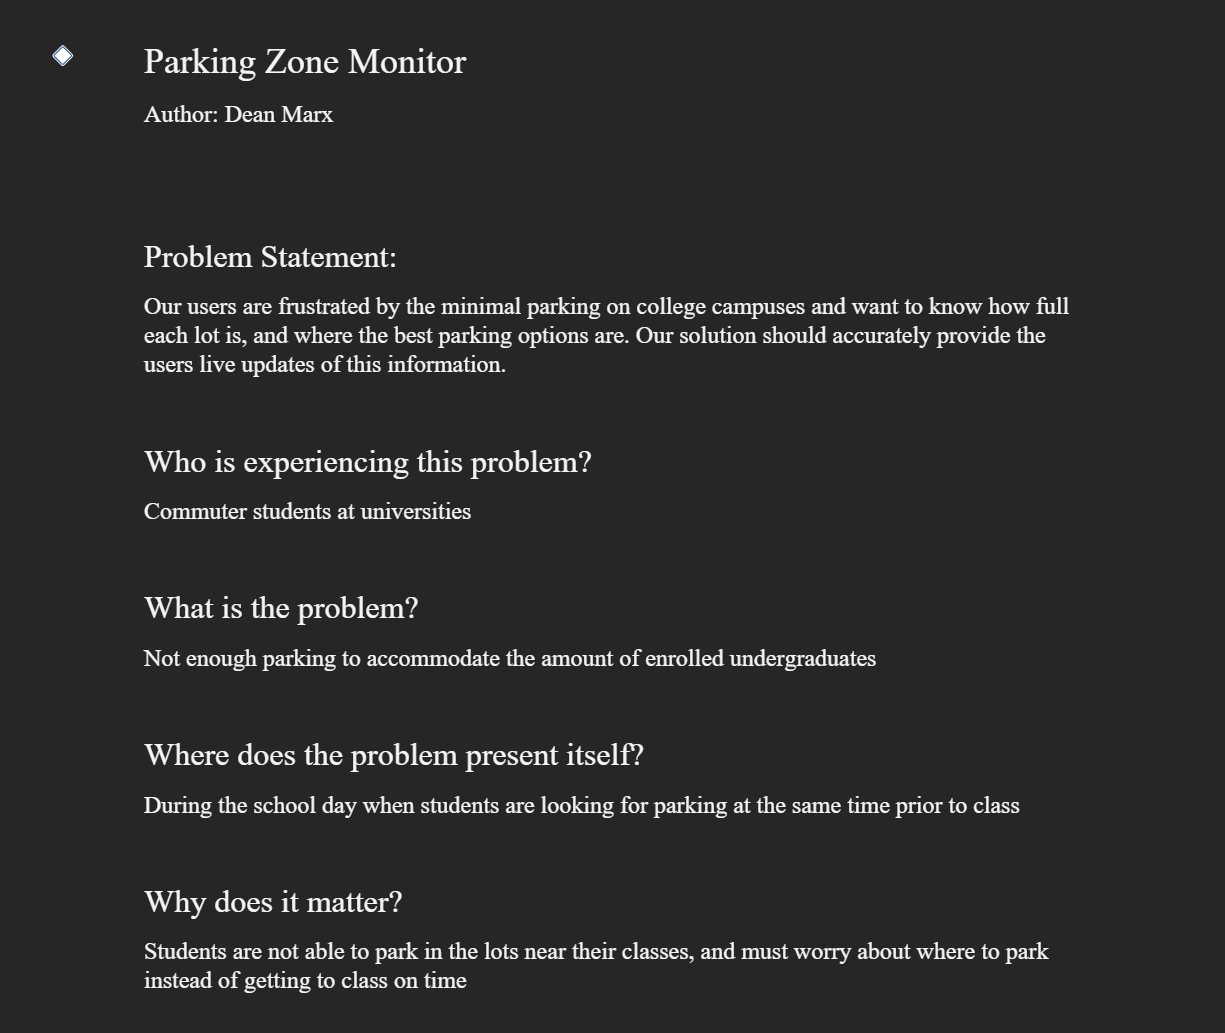 Parking Zone Monitor
Author: Dean Marx
Problem Statement:
Our users are frustrated by the minimal parking on college campuses and want to know how full
each lot is, and where the best parking options are. Our solution should accurately provide the
users live updates of this information.
Who is experiencing this problem?
Commuter students at universities
What is the problem?
Not enough parking to accommodate the amount of enrolled undergraduates
Where does the problem present itself?
During the school day when students are looking for parking at the same time prior to class
Why does it matter?
Students are not able to park in the lots near their classes, and must worry about where to park
instead of getting to class on time